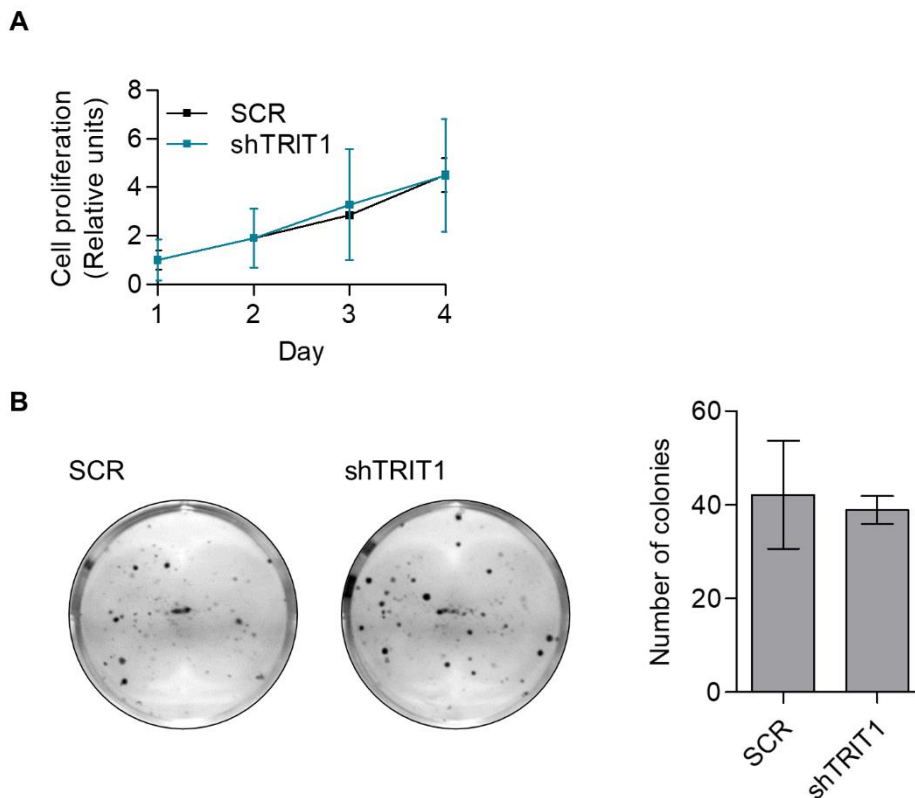 A
Cell proliferation
(Relative units)
8
6
4
2
0
SCR
shTRIT1
1 2 3 4
Day
B
SCR shTRIT1
Number of colonies
60
40
20
0
SCR
shTRIT1